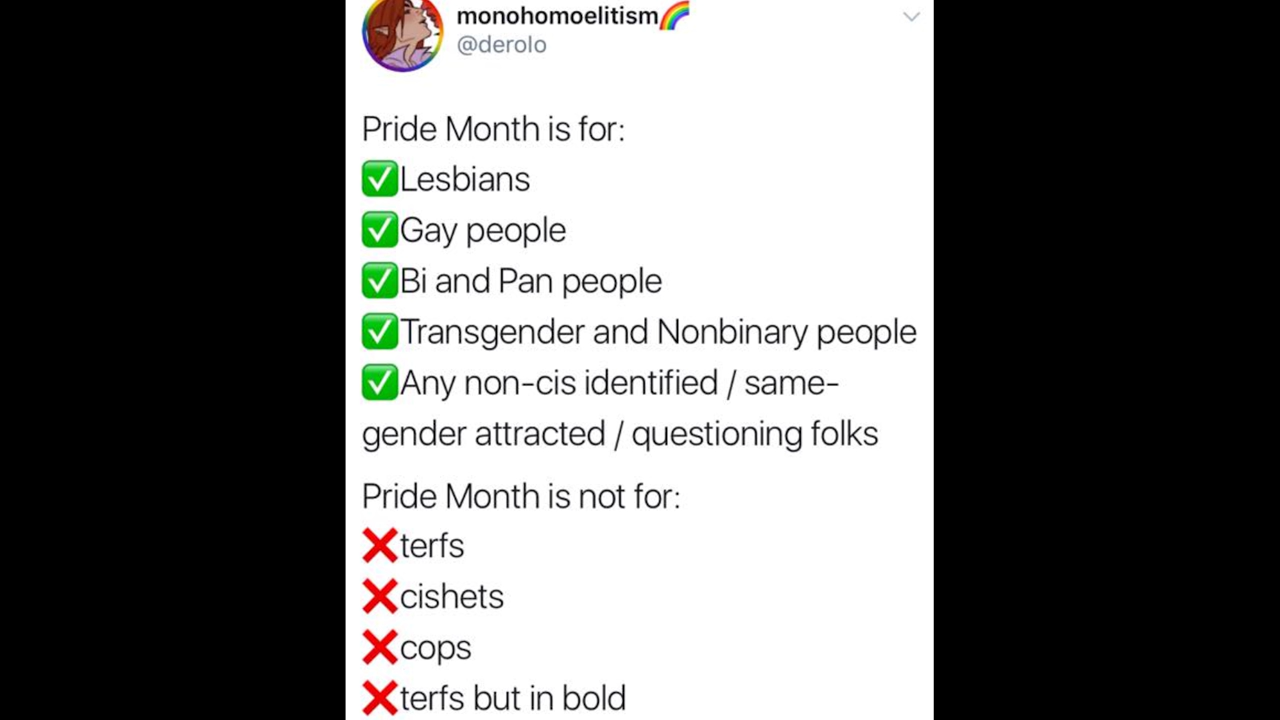 monohomoelitism🌈
@derolo
Pride Month is for:
✅Lesbians
✅Gay people
✅Bi and Pan people
✅Transgender and Nonbinary people
✅Any non-cis identified / same-
gender attracted / questioning folks
Pride Month is not for:
❌terfs
❌cishets
❌cops
❌terfs but in bold